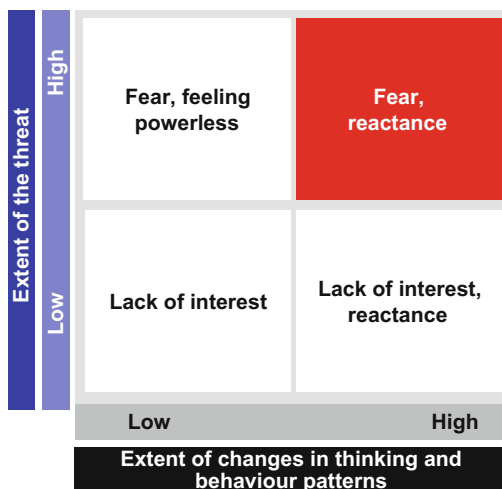 Extent of the threat
High
Low
Fear, feeling
powerless
Fear,
reactance
Lack of interest
Lack of interest,
reactance
Low
High
Extent of changes in thinking and
behaviour patterns